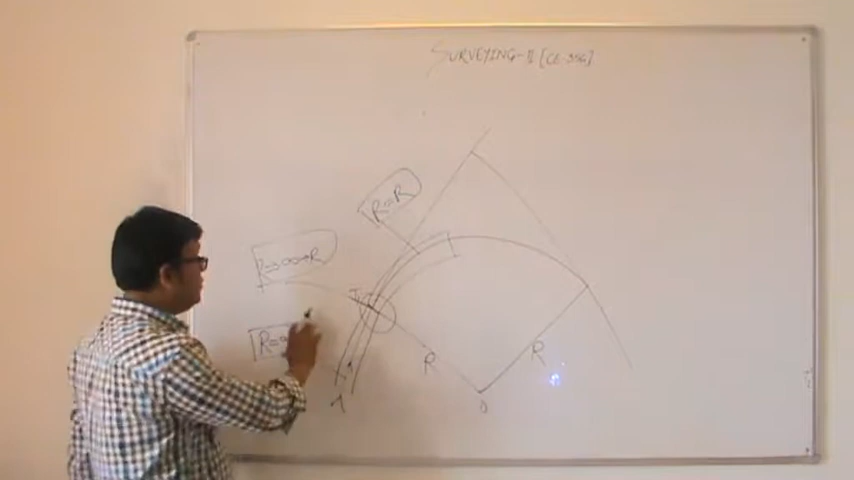 SURVEYING-II [CE-356]
R=R
R=∞→R
R=∞
T
R
R
O